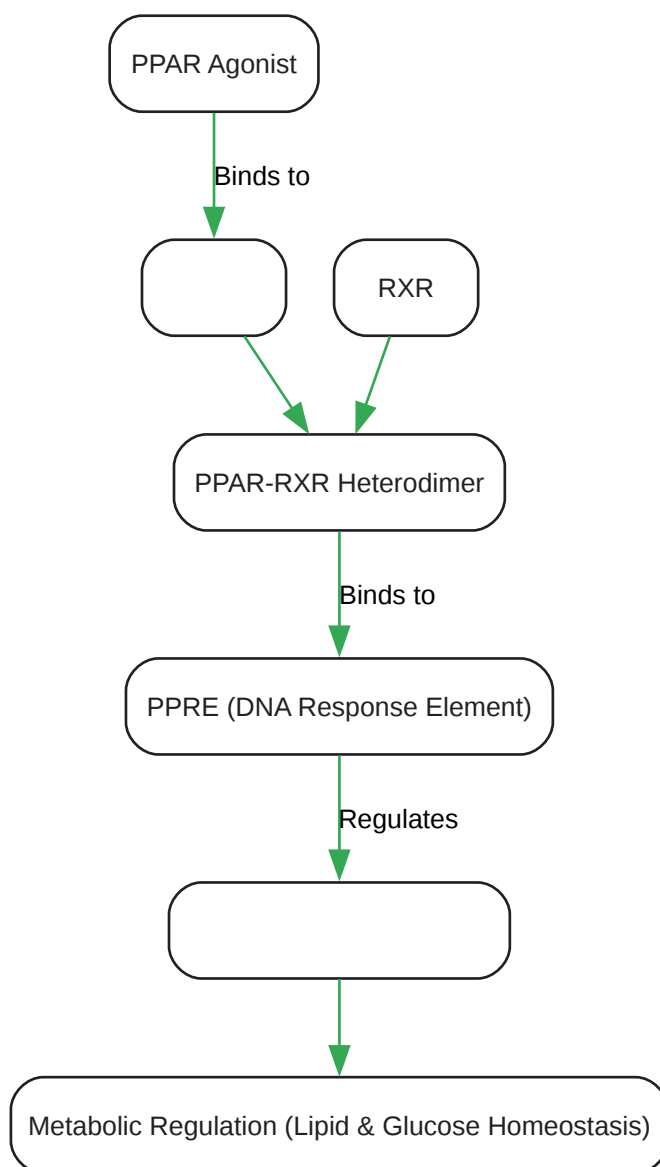 PPAR Agonist
Binds to
RXR
PPAR-RXR Heterodimer
Binds to
PPRE (DNA Response Element)
Regulates
Metabolic Regulation (Lipid & Glucose Homeostasis)